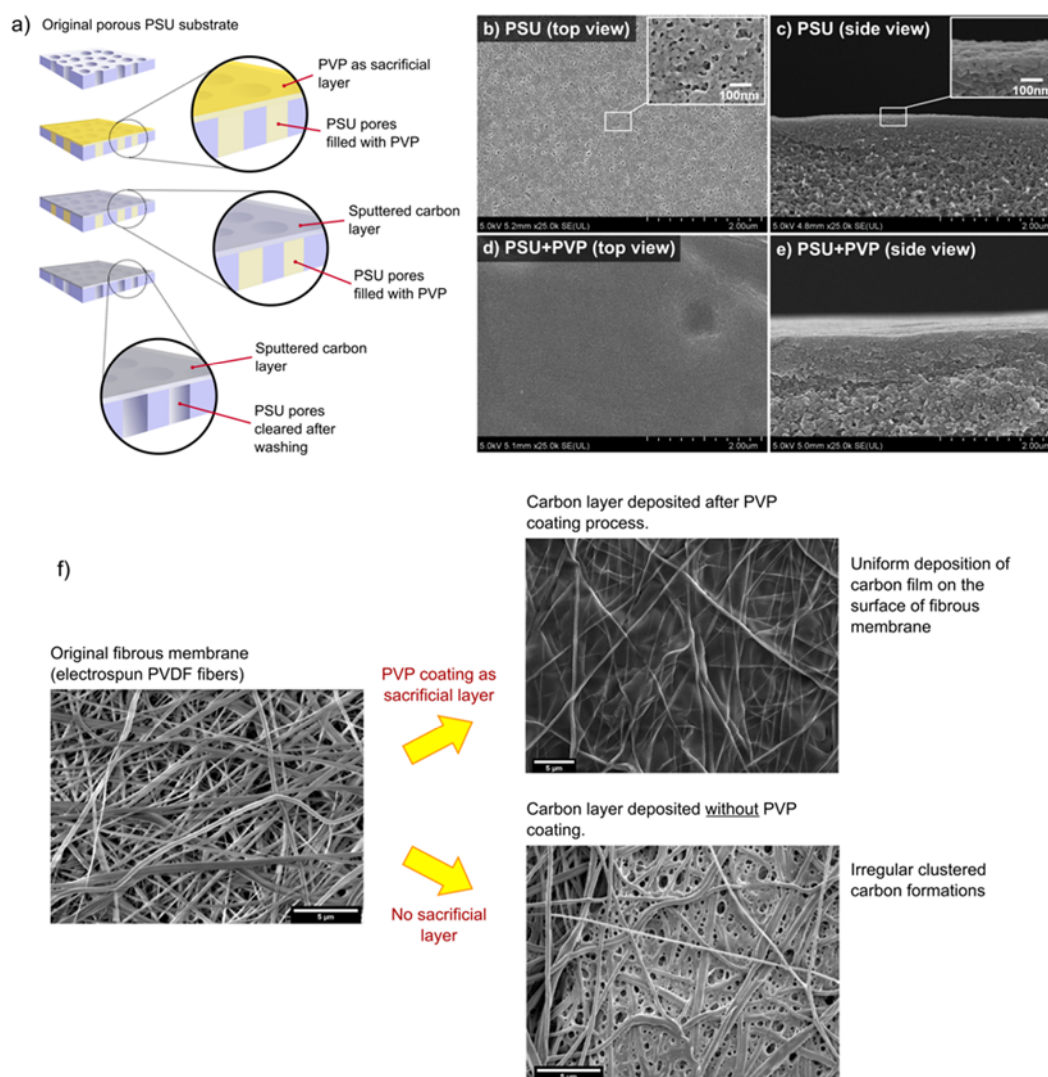 a) Original porous PSU substrate
PVP as sacrificial
layer
PSU pores
filled with PVP
Sputtered carbon
layer
PSU pores
filled with PVP
Sputtered carbon
layer
PSU pores
cleared after
washing
b) PSU (top view)
100nm
5.0kV 5.2mm x25.0k SE(UL) 2.00um
c) PSU (side view)
100nm
5.0kV 4.8mm x25.0k SE(UL) 2.00um
d) PSU+PVP (top view)
5.0kV 5.1mm x25.0k SE(UL) 2.00um
e) PSU+PVP (side view)
5.0kV 5.0mm x25.0k SE(UL) 2.00um
f)
Original fibrous membrane
(electrospun PVDF fibers)
5 μm
PVP coating as
sacrificial layer
No sacrificial
layer
Carbon layer deposited after PVP
coating process.
5 μm
Uniform deposition of
carbon film on the
surface of fibrous
membrane
Carbon layer deposited without PVP
coating.
5 μm
Irregular clustered
carbon formations